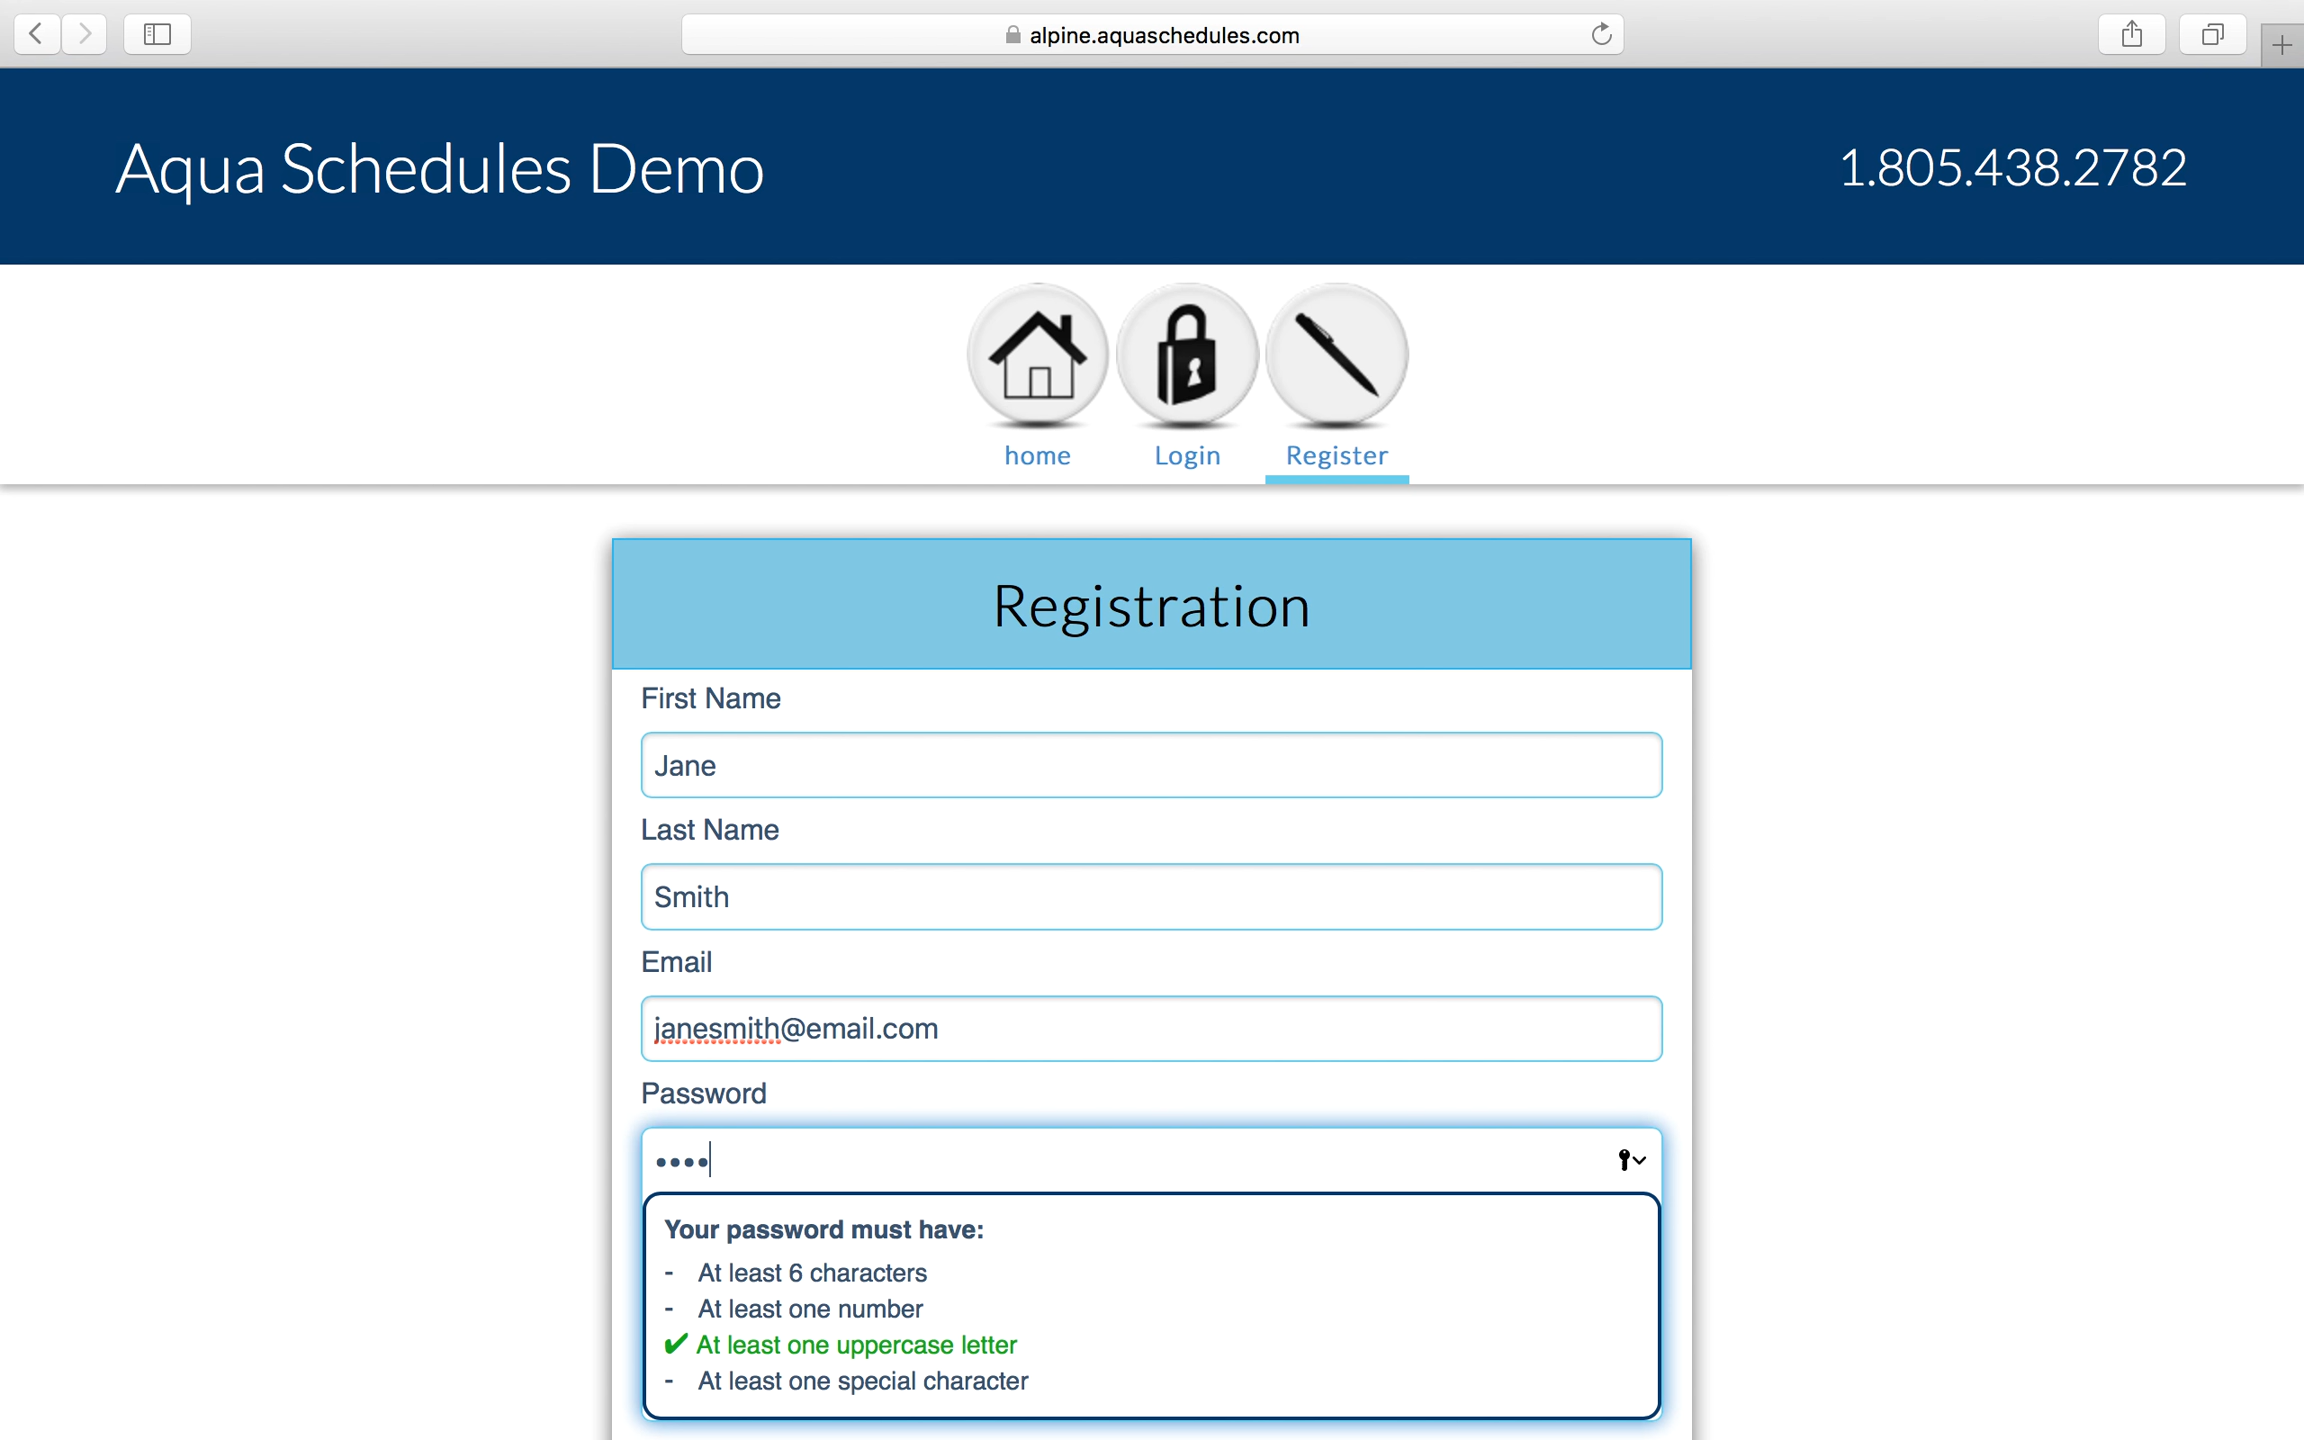 alpine.aquaschedules.com
Aqua Schedules Demo
1.805.438.2782
home
Login
Register
Registration
First Name
Jane
Last Name
Smith
Email
janesmith@email.com
Password
••••
Your password must have:
- At least 6 characters
- At least one number
✔ At least one uppercase letter
- At least one special character